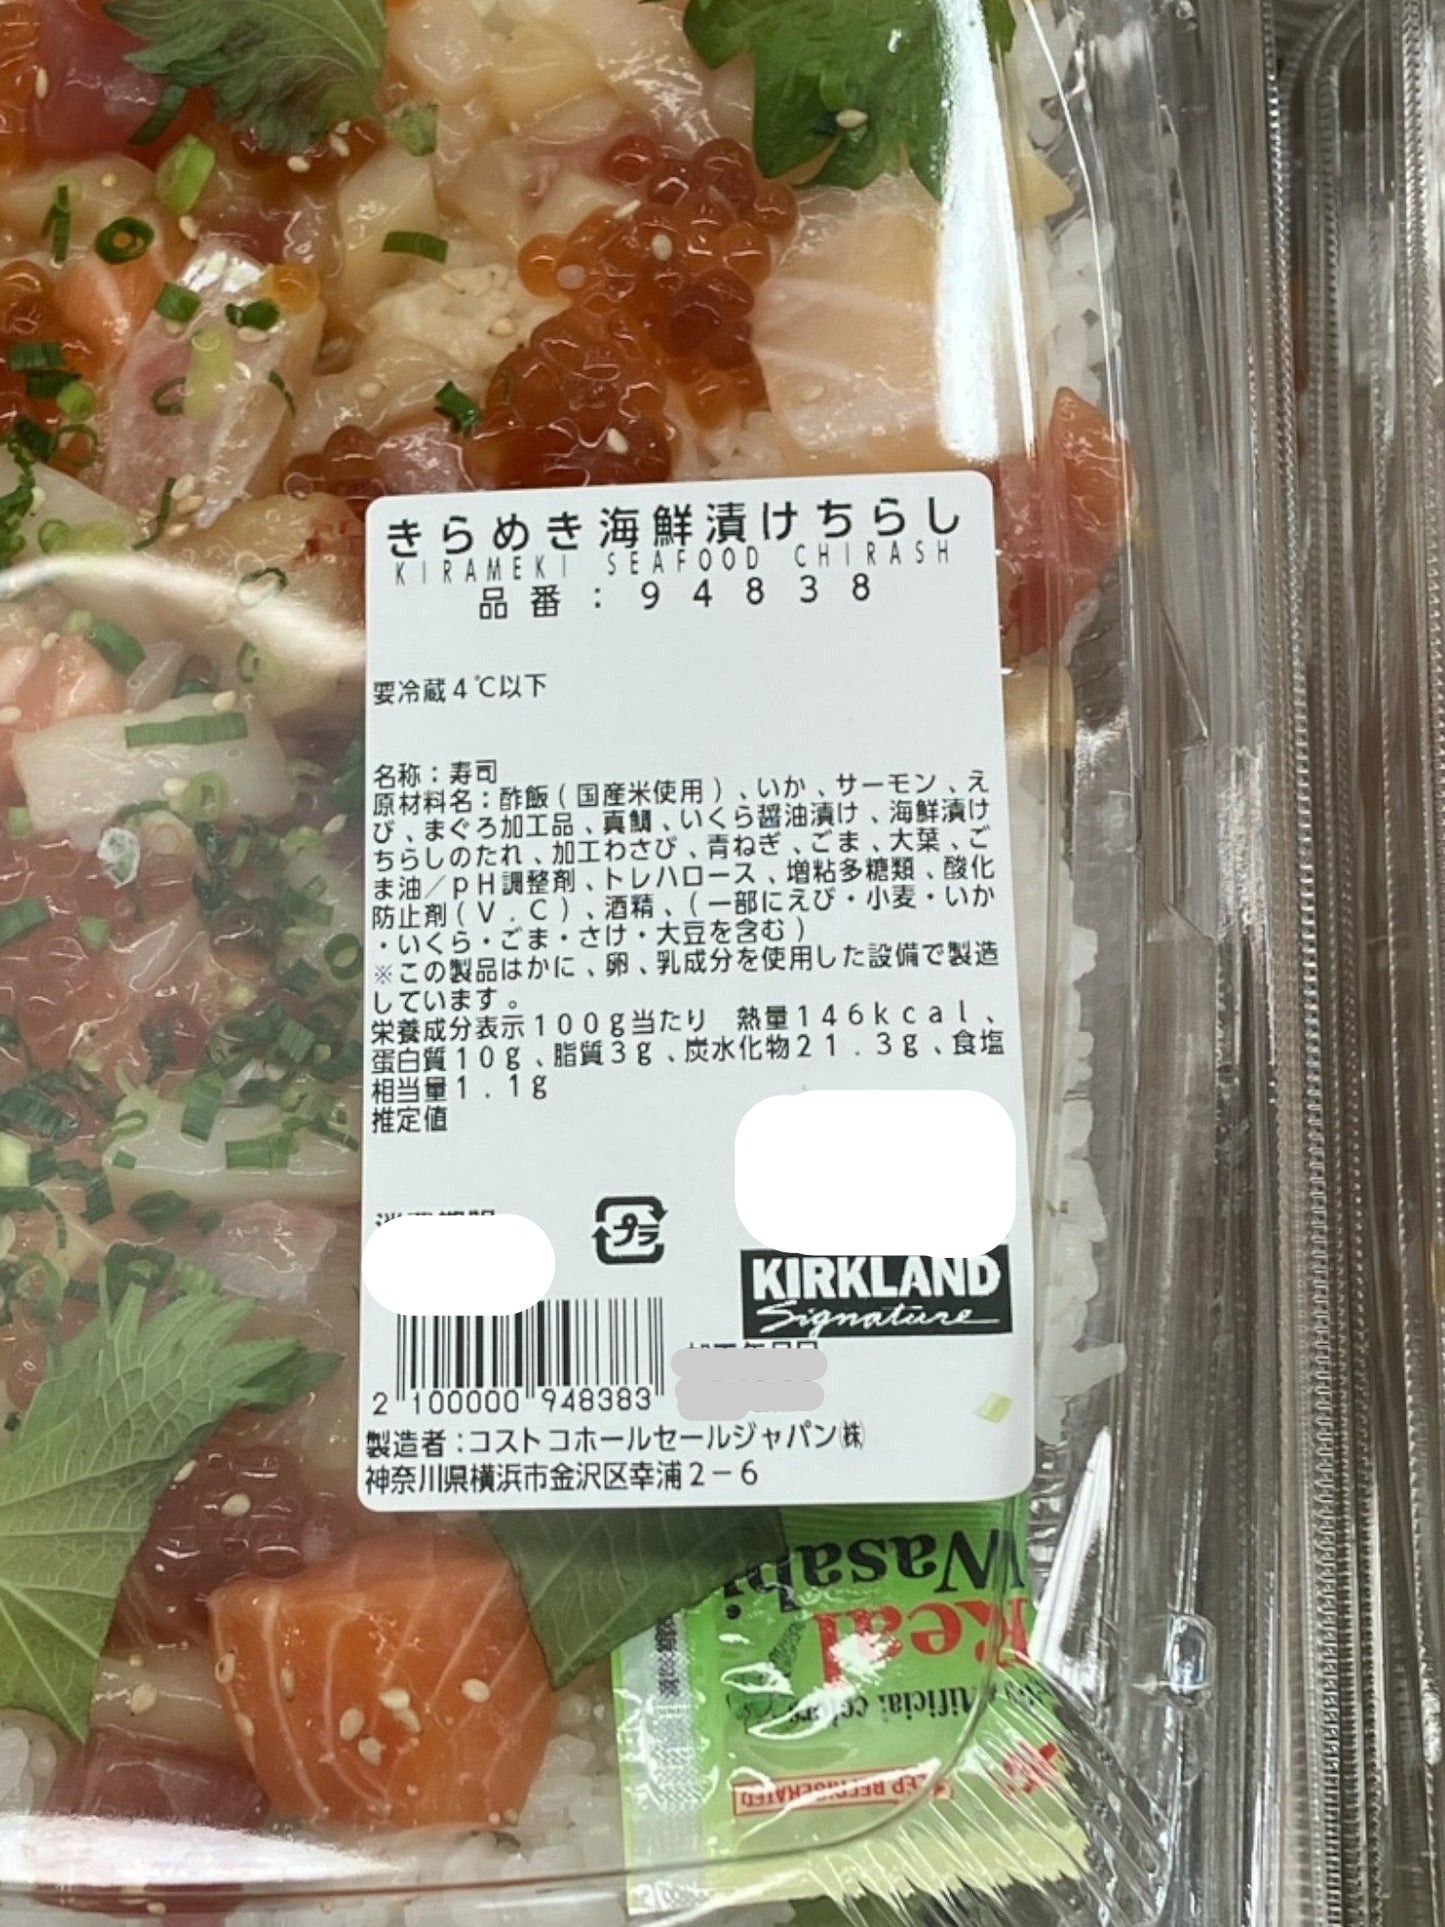 きらめき海鮮漬けちらし
KIRAMEKI SEAFOOD CHIRASH
品番：94838
要冷蔵4℃以下
名称：寿司
原材料名：酢飯(国産米使用)、いか、サーモン、え
び、まぐろ加工品、真鯛、いくら醤油漬け、海鮮漬け
ちらしのたれ、加工わさび、青ねぎ、ごま、大葉、ご
ま油／pH調整剤、トレハロース、増粘多糖類、酸化
防止剤(V.C)、酒精、(一部にえび・小麦・いか
・いくら・ごま・さけ・大豆を含む)
※この製品はかに、卵、乳成分を使用した設備で製造
しています。
栄養成分表示100g当たり 熱量146kcal、
蛋白質10g、脂質3g、炭水化物21.3g、食塩
相当量1.1g
推定値
プラ
KIRKLAND
Signature
2 100000 948383
製造者：コストコホールセールジャパン㈱
神奈川県横浜市金沢区幸浦2－6
Real
Wasabi
artificial colors
KEEP REFRIGERATED